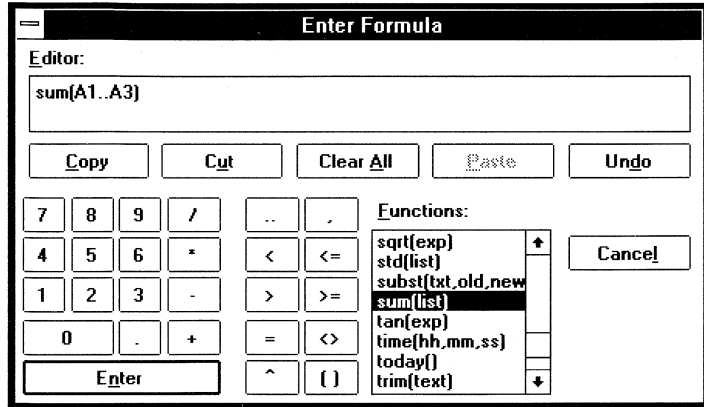 Enter Formula
Editor:
sum(A1..A3)
Copy Cut Clear All Paste Undo
7 8 9 / .. , Functions:
4 5 6 * < <=
1 2 3 - > >=
0 . + = <>
Enter ^ ( )
sqrt(exp)
std(list)
subst(txt,old,new
sum(list)
tan(exp)
time(hh,mm,ss)
today()
trim(text)
Cancel